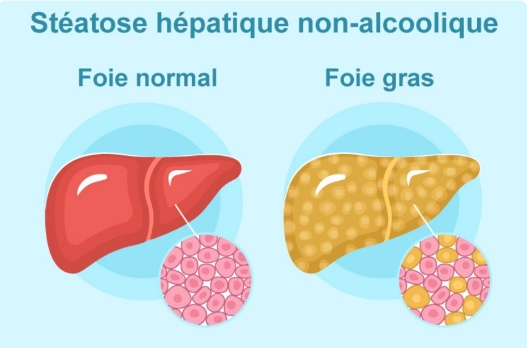 Stéatose hépatique non-alcoolique
Foie normal
Foie gras